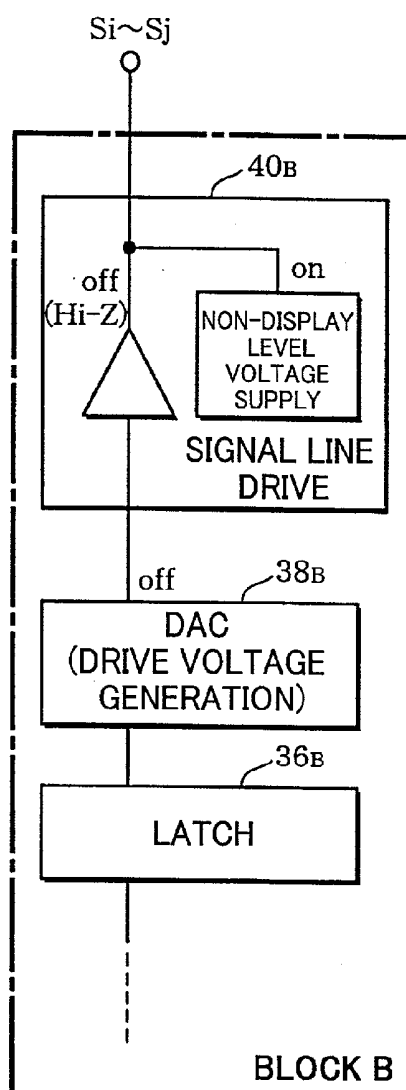 Si~Sj
40B
off
(Hi-Z)
on
NON-DISPLAY
LEVEL
VOLTAGE
SUPPLY
SIGNAL LINE
DRIVE
off
38B
DAC
(DRIVE VOLTAGE
GENERATION)
36B
LATCH
BLOCK B